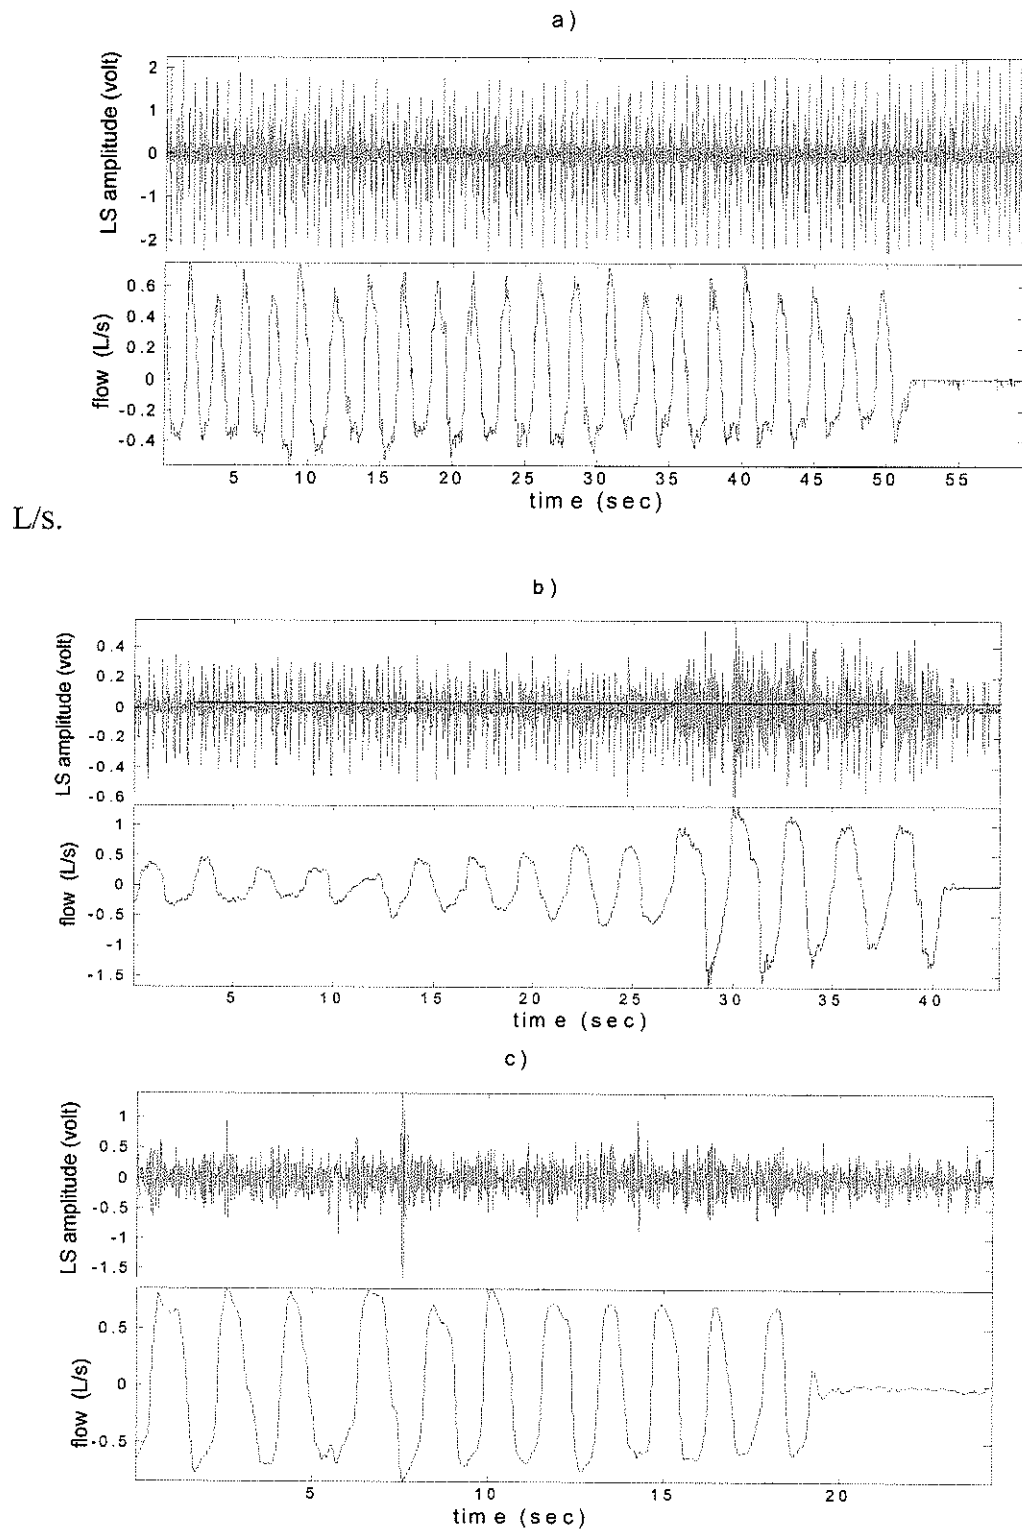 a)
LS amplitude (volt)
2
1
0
-1
-2
flow (L/s)
0.6
0.4
0.2
0
-0.2
-0.4
5 10 15 20 25 30 35 40 45 50 55
time (sec)
L/s.
b)
LS amplitude (volt)
0.4
0.2
0
-0.2
-0.4
-0.6
flow (L/s)
1
0.5
0
-0.5
-1
-1.5
5 10 15 20 25 30 35 40
time (sec)
c)
LS amplitude (volt)
1
0.5
0
-0.5
-1
-1.5
flow (L/s)
0.5
0
-0.5
5 10 15 20
time (sec)